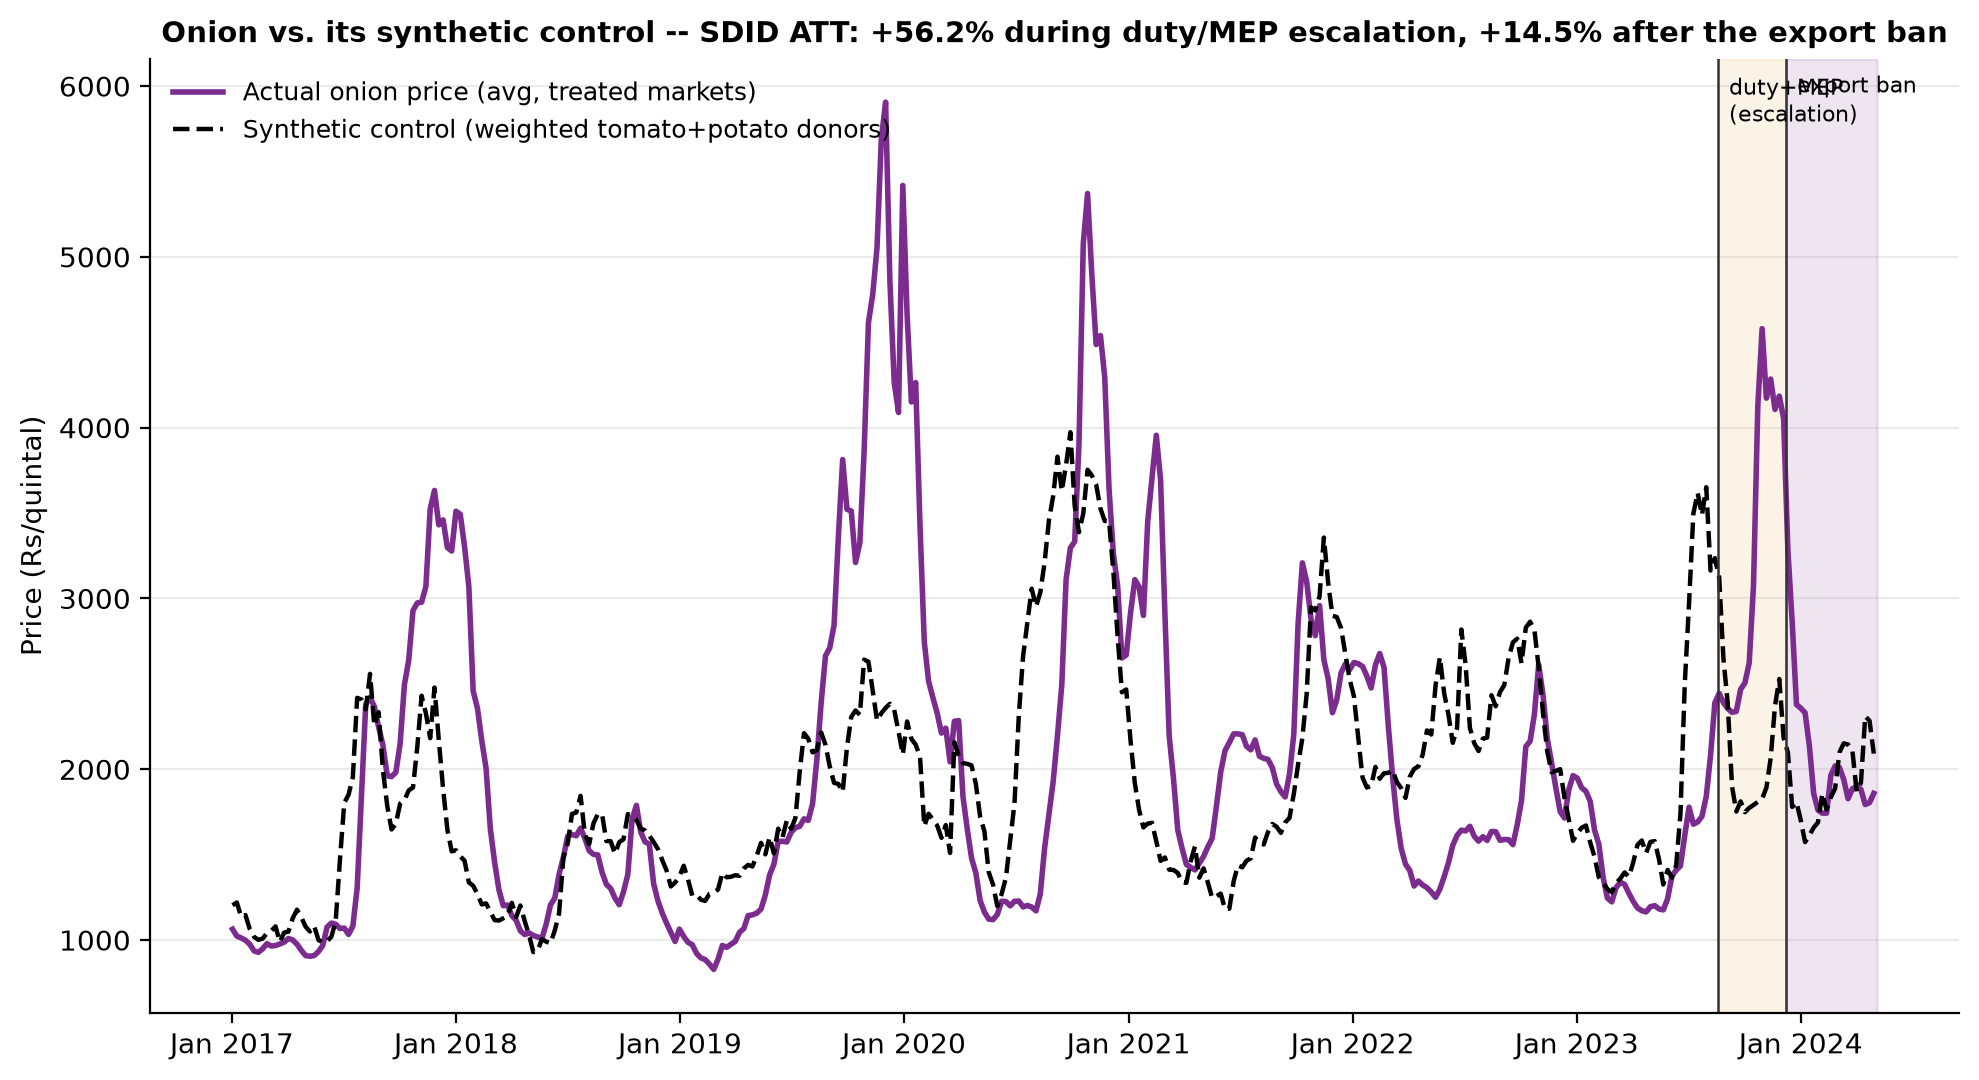 Onion vs. its synthetic control -- SDID ATT: +56.2% during duty/MEP escalation, +14.5% after the export ban
Actual onion price (avg, treated markets)
Synthetic control (weighted tomato+potato donors)
duty+MEP
(escalation)
export ban
Price (Rs/quintal)
6000
5000
4000
3000
2000
1000
Jan 2017
Jan 2018
Jan 2019
Jan 2020
Jan 2021
Jan 2022
Jan 2023
Jan 2024